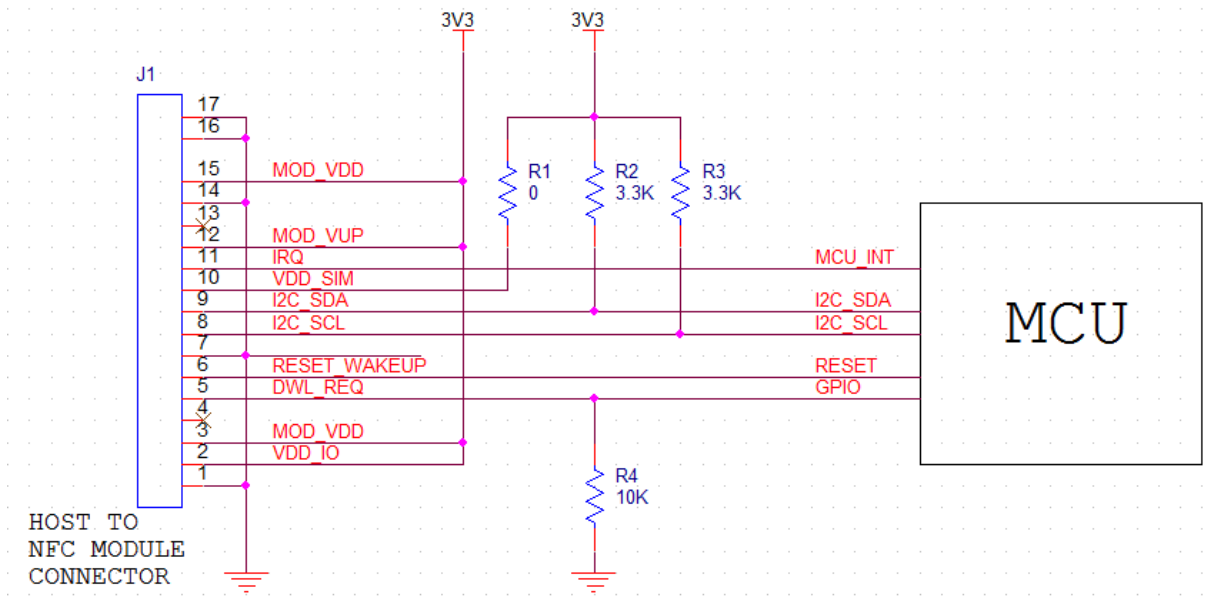 3V3 3V3
J1
17
16
15 MOD_VDD R1 R2 R3
14 0 3.3K 3.3K
13
12 MOD_VUP
11 IRQ MCU_INT
10 VDD_SIM
9 I2C_SDA I2C_SDA
8 I2C_SCL I2C_SCL
MCU
7
6 RESET_WAKEUP RESET
5 DWL_REQ GPIO
4
3 MOD_VDD
2 VDD_IO
1
R4
10K
HOST TO
NFC MODULE
CONNECTOR